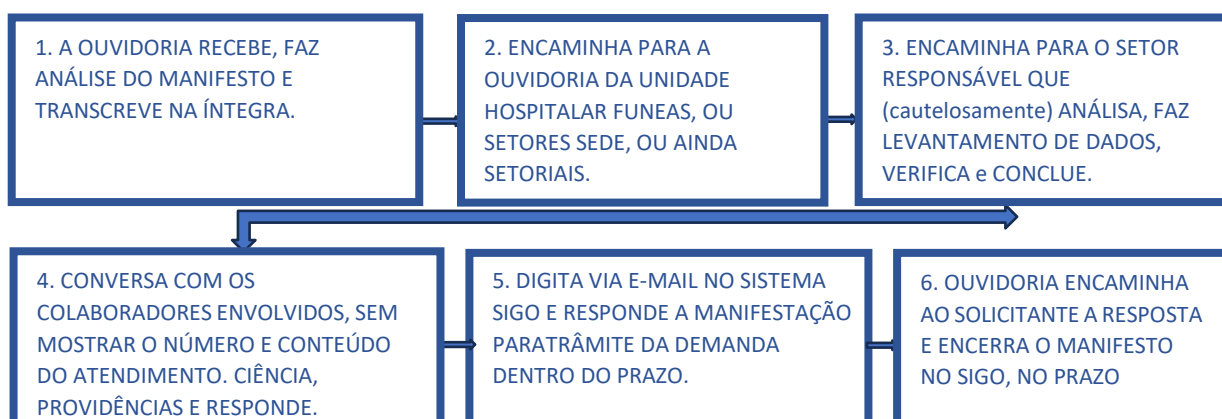 1. A OUVIDORIA RECEBE, FAZ
ANÁLISE DO MANIFESTO E
TRANSCREVE NA ÍNTEGRA.
2. ENCAMINHA PARA A
OUVIDORIA DA UNIDADE
HOSPITALAR FUNEAS, OU
SETORES SEDE, OU AINDA
SETORIAIS.
3. ENCAMINHA PARA O SETOR
RESPONSÁVEL QUE
(cautelosamente) ANÁLISA, FAZ
LEVANTAMENTO DE DADOS,
VERIFICA e CONCLUE.
4. CONVERSA COM OS
COLABORADORES ENVOLVIDOS, SEM
MOSTRAR O NÚMERO E CONTEÚDO
DO ATENDIMENTO. CIÊNCIA,
PROVIDÊNCIAS E RESPONDE.
5. DIGITA VIA E-MAIL NO SISTEMA
SIGO E RESPONDE A MANIFESTAÇÃO
PARATRÂMITE DA DEMANDA
DENTRO DO PRAZO.
6. OUVIDORIA ENCAMINHA
AO SOLICITANTE A RESPOSTA
E ENCERRA O MANIFESTO
NO SIGO, NO PRAZO